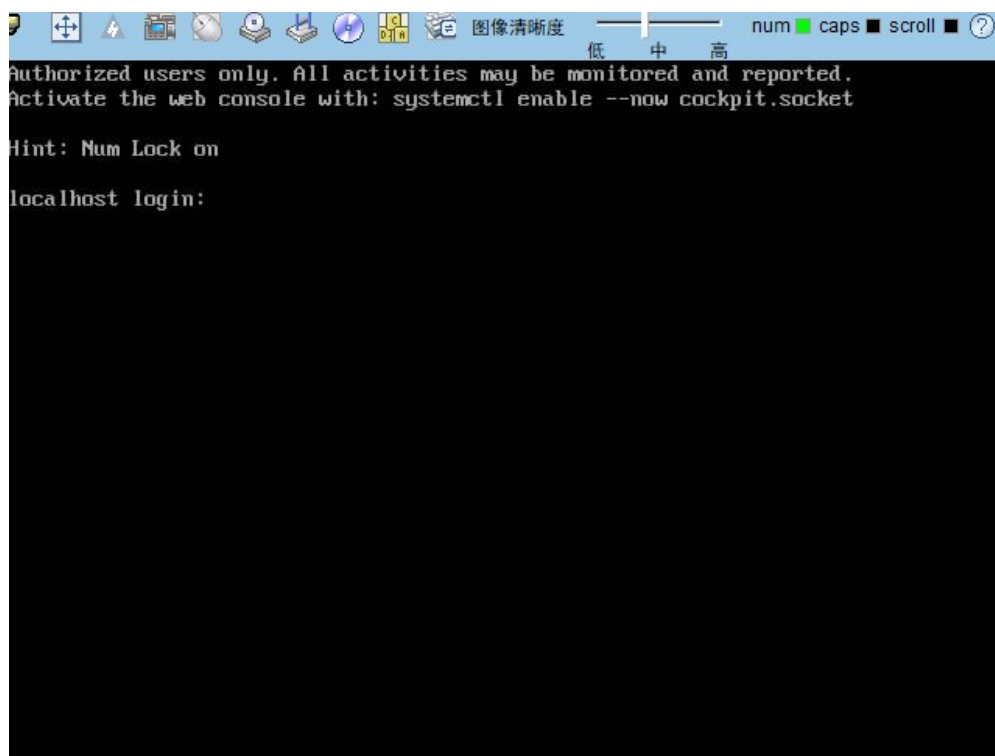 图像清晰度
低 中 高
num caps scroll ?
Authorized users only. All activities may be monitored and reported.
Activate the web console with: systemctl enable --now cockpit.socket
Hint: Num Lock on
localhost login: